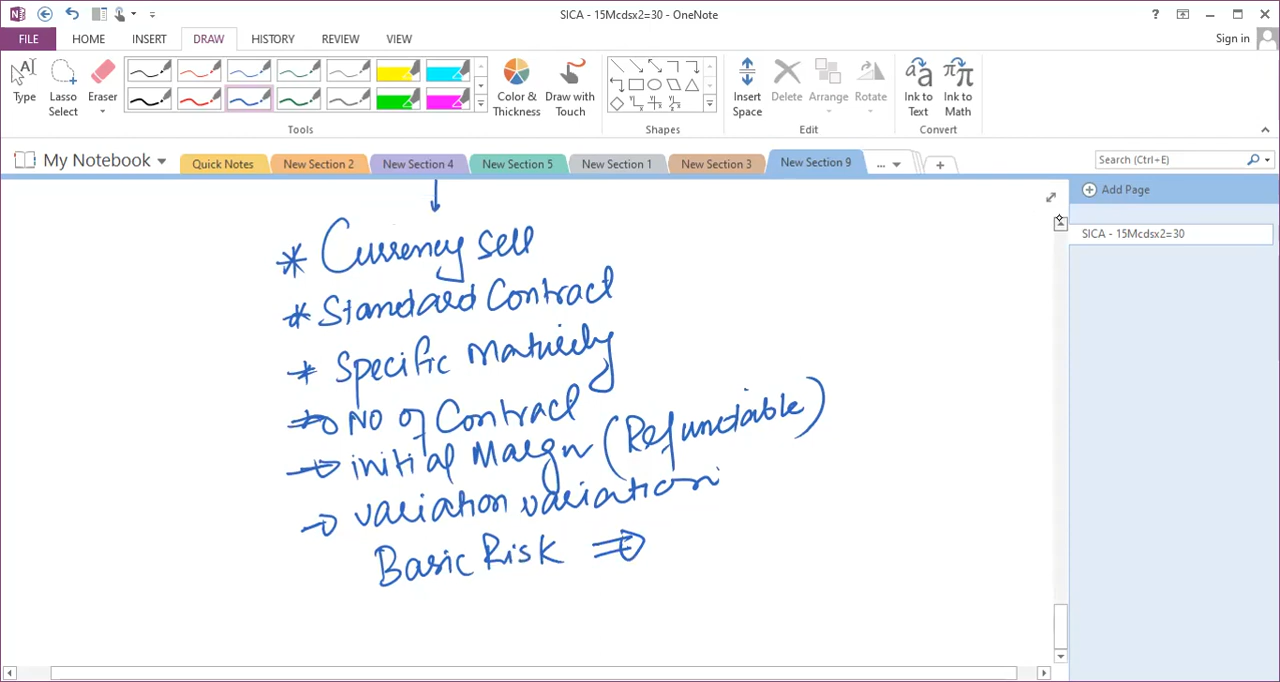 SICA - 15Mcdsx2=30 - OneNote
FILE HOME INSERT DRAW HISTORY REVIEW VIEW Sign in
Type Lasso Select Eraser Color & Thickness Draw with Touch Insert Space Delete Arrange Rotate Ink to Text Ink to Math
Tools Shapes Edit Convert
My Notebook Quick Notes New Section 2 New Section 4 New Section 5 New Section 1 New Section 3 New Section 9 ... Search (Ctrl+E)
Add Page
SICA - 15Mcdsx2=30
* Currency sell
* Standard Contract
* Specific Maturity
⇒ NO of Contract
→ initial Margn (Refundable)
→ variation variation
Basic Risk ⇒